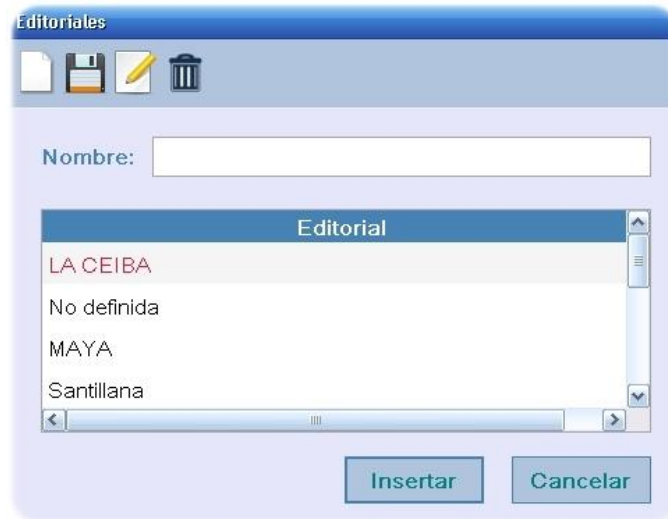 Editoriales
Nombre:
Editorial
LA CEIBA
No definida
MAYA
Santillana
Insertar Cancelar